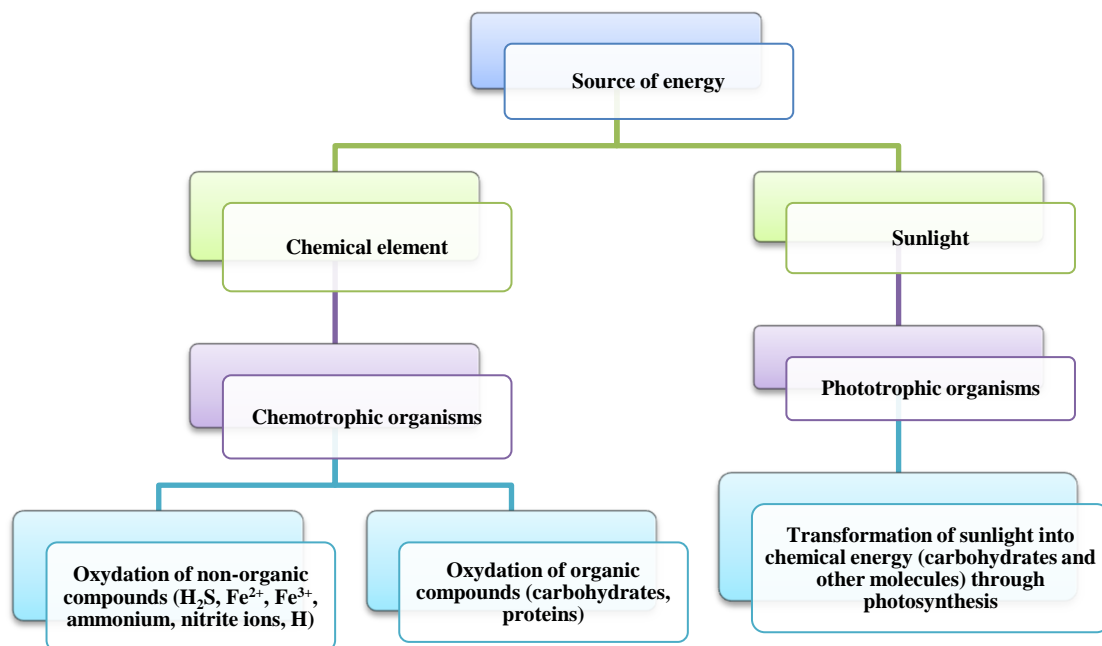 Source of energy
Chemical element
Sunlight
Chemotrophic organisms
Phototrophic organisms
Oxydation of non-organic
compounds (H₂S, Fe²⁺, Fe³⁺,
ammonium, nitrite ions, H)
Oxydation of organic
compounds (carbohydrates,
proteins)
Transformation of sunlight into
chemical energy (carbohydrates and
other molecules) through
photosynthesis